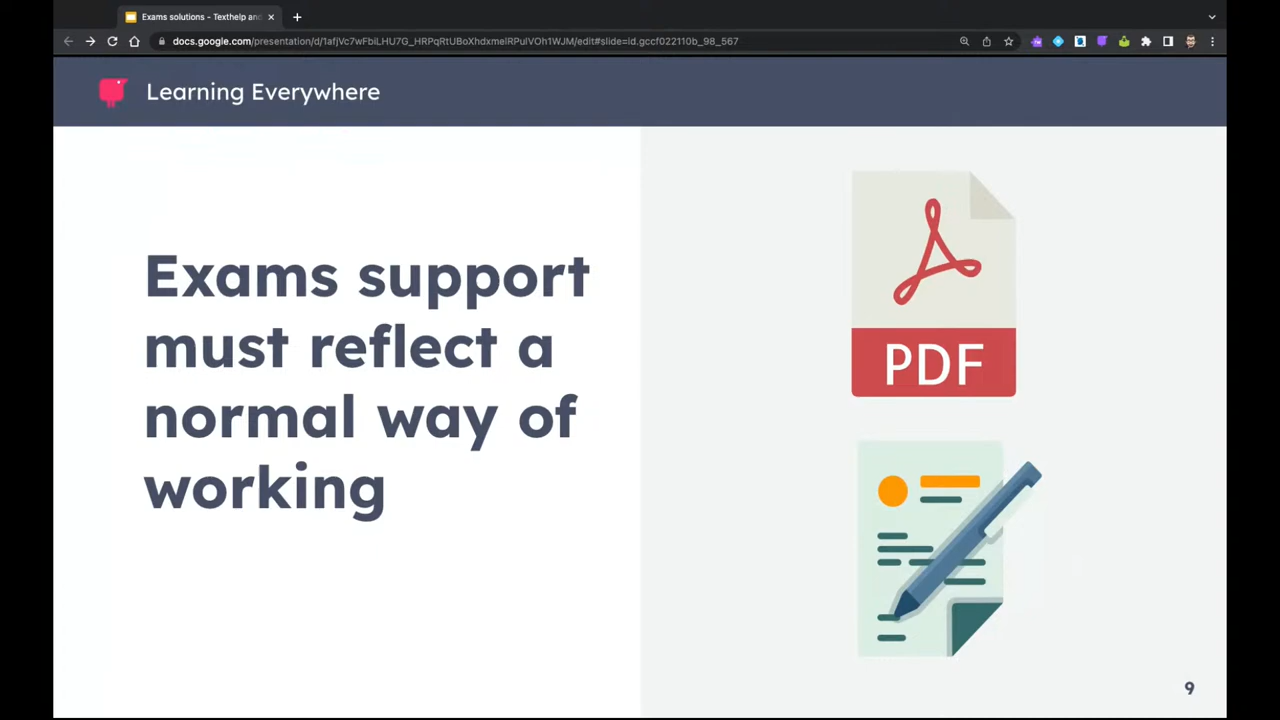 Exams solutions - Texthelp and
docs.google.com/presentation/d/1afjVc7wFbiLHU7G_HRPqRtUBoXhdxmelRPulVOh1WJM/edit#slide=id.gccf022110b_98_567
Learning Everywhere
Exams support
must reflect a
normal way of
working
PDF
9